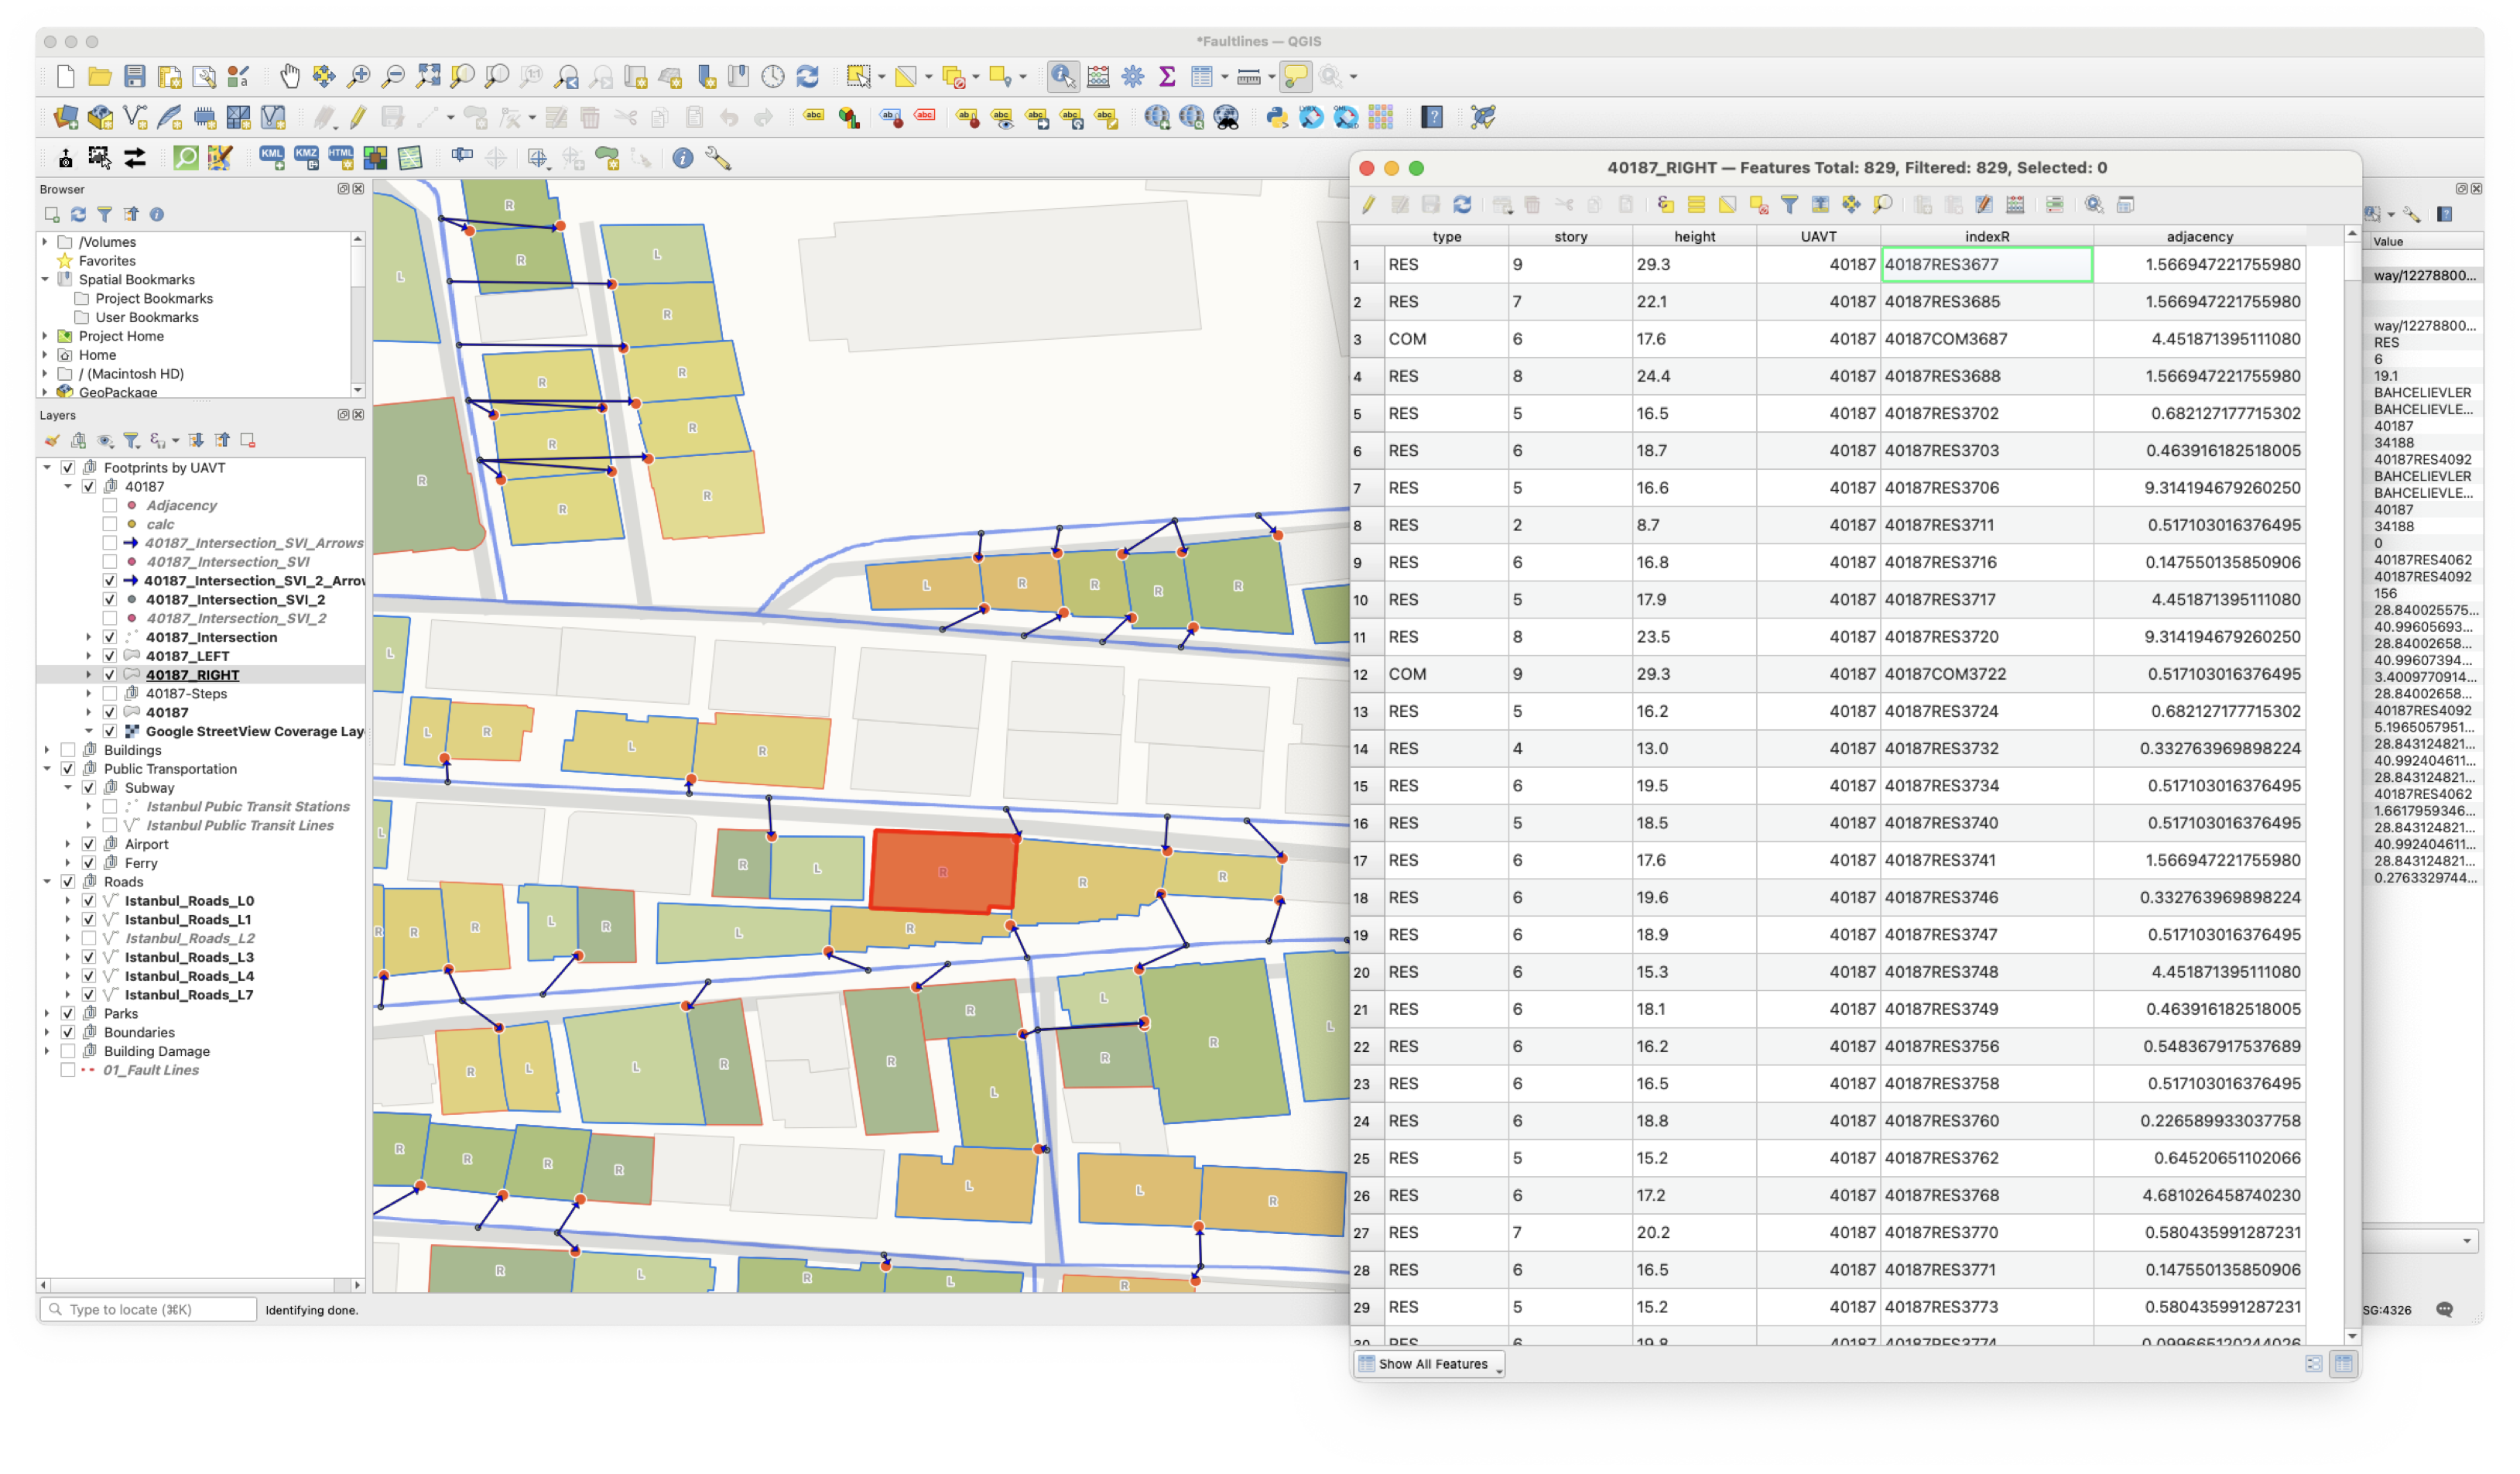 *Faultlines — QGIS
Browser
/Volumes
Favorites
Spatial Bookmarks
Project Bookmarks
User Bookmarks
Project Home
Home
/ (Macintosh HD)
GeoPackage
Layers
Footprints by UAVT
40187
Adjacency
calc
40187_Intersection_SVI_Arrows
40187_Intersection_SVI
40187_Intersection_SVI_2_Arrov
40187_Intersection_SVI_2
40187_Intersection_SVI_2
40187_Intersection
40187_LEFT
40187_RIGHT
40187-Steps
40187
Google StreetView Coverage Lay
Buildings
Public Transportation
Subway
Istanbul Pubic Transit Stations
Istanbul Public Transit Lines
Airport
Ferry
Roads
Istanbul_Roads_L0
Istanbul_Roads_L1
Istanbul_Roads_L2
Istanbul_Roads_L3
Istanbul_Roads_L4
Istanbul_Roads_L7
Parks
Boundaries
Building Damage
01_Fault Lines
Type to locate (⌘K) Identifying done.
40187_RIGHT — Features Total: 829, Filtered: 829, Selected: 0
type story height UAVT indexR adjacency
1 RES 9 29.3 40187 40187RES3677 1.566947221755980
2 RES 7 22.1 40187 40187RES3685 1.566947221755980
3 COM 6 17.6 40187 40187COM3687 4.451871395111080
4 RES 8 24.4 40187 40187RES3688 1.566947221755980
5 RES 5 16.5 40187 40187RES3702 0.682127177715302
6 RES 6 18.7 40187 40187RES3703 0.463916182518005
7 RES 5 16.6 40187 40187RES3706 9.314194679260250
8 RES 2 8.7 40187 40187RES3711 0.517103016376495
9 RES 6 16.8 40187 40187RES3716 0.147550135850906
10 RES 5 17.9 40187 40187RES3717 4.451871395111080
11 RES 8 23.5 40187 40187RES3720 9.314194679260250
12 COM 9 29.3 40187 40187COM3722 0.517103016376495
13 RES 5 16.2 40187 40187RES3724 0.682127177715302
14 RES 4 13.0 40187 40187RES3732 0.332763969898224
15 RES 6 19.5 40187 40187RES3734 0.517103016376495
16 RES 5 18.5 40187 40187RES3740 0.517103016376495
17 RES 6 17.6 40187 40187RES3741 1.566947221755980
18 RES 6 19.6 40187 40187RES3746 0.332763969898224
19 RES 6 18.9 40187 40187RES3747 0.517103016376495
20 RES 6 15.3 40187 40187RES3748 4.451871395111080
21 RES 6 18.1 40187 40187RES3749 0.463916182518005
22 RES 6 16.2 40187 40187RES3756 0.548367917537689
23 RES 6 16.5 40187 40187RES3758 0.517103016376495
24 RES 6 18.8 40187 40187RES3760 0.226589933037758
25 RES 5 15.2 40187 40187RES3762 0.64520651102066
26 RES 6 17.2 40187 40187RES3768 4.681026458740230
27 RES 7 20.2 40187 40187RES3770 0.580435991287231
28 RES 6 16.5 40187 40187RES3771 0.147550135850906
29 RES 5 15.2 40187 40187RES3773 0.580435991287231
30 RES 6 19.8 40187 40187RES3774 0.099665120244026
Show All Features
Value
way/12278800...
way/12278800...
RES
6
19.1
BAHCELIEVLER
BAHCELIEVLE...
40187
34188
40187RES4092
BAHCELIEVLER
BAHCELIEVLE...
40187
34188
0
40187RES4062
40187RES4092
156
28.840025575...
40.99605693...
28.84002658...
40.99607394...
3.4009770914...
28.84002658...
40187RES4092
5.1965057951...
28.843124821...
40.992404611...
28.843124821...
40187RES4062
1.6617959346...
28.843124821...
40.992404611...
28.843124821...
0.2763329744...
SG:4326